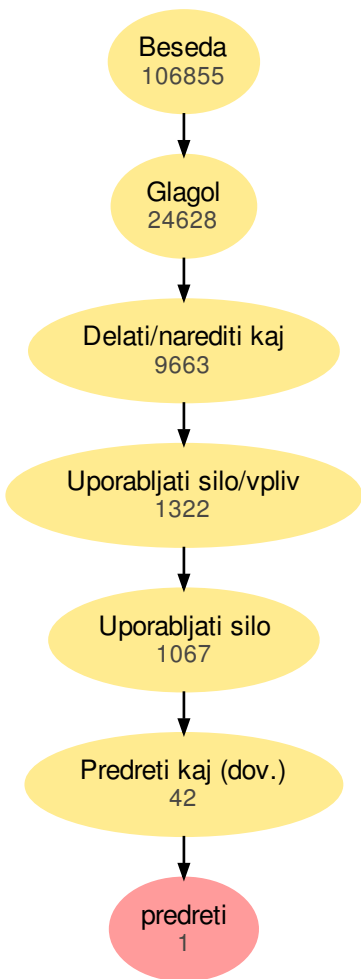 Beseda
106855
Glagol
24628
Delati/narediti kaj
9663
Uporabljati silo/vpliv
1322
Uporabljati silo
1067
Predreti kaj (dov.)
42
predreti
1